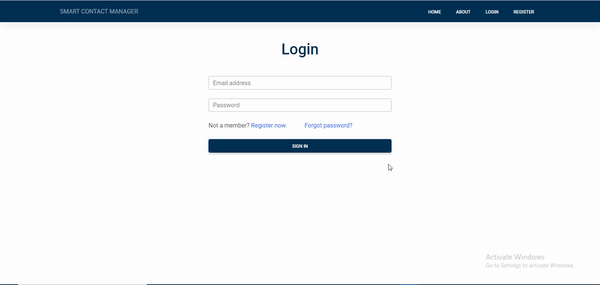 SMART CONTACT MANAGER HOME ABOUT LOGIN REGISTER
Login
Email address
Password
Not a member? Register now. Forgot password?
SIGN IN
Activate Windows
Go to Settings to activate Windows.